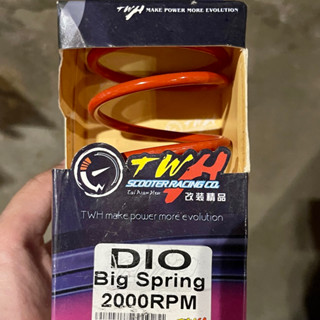 TWH MAKE POWER MORE EVOLUTION
TWH
SCOOTER RACING CO.
改装精品
TWH make power more evolution
DIO
Big Spring
2000RPM